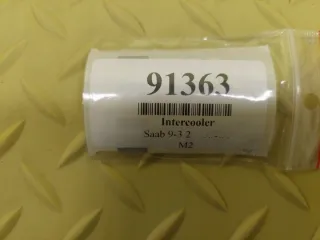 91363
Intercooler
Saab 9-3 2
M2